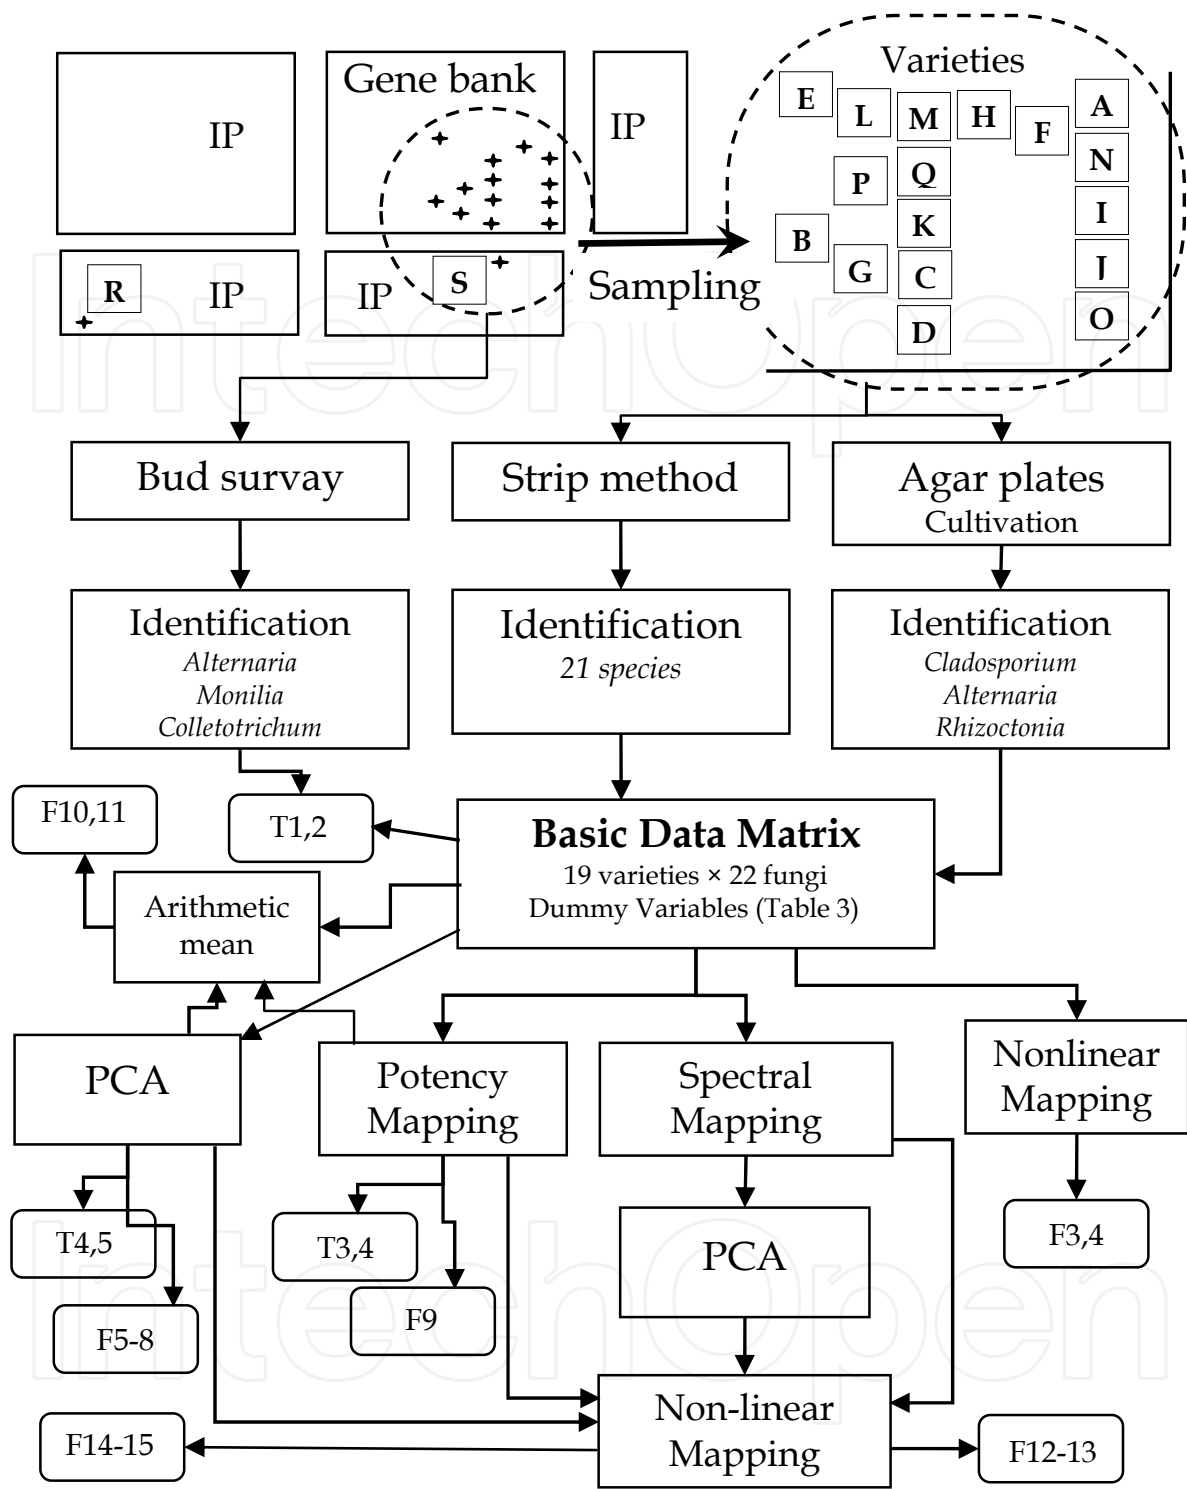 IP
Gene bank
IP
Varieties
E
L
M
H
F
A
P
Q
N
B
K
I
G
C
J
D
O
R
IP
IP
S
Sampling
Bud survay
Strip method
Agar plates
Cultivation
Identification
Alternaria
Monilia
Colletotrichum
Identification
21 species
Identification
Cladosporium
Alternaria
Rhizoctonia
F10,11
T1,2
Basic Data Matrix
19 varieties × 22 fungi
Dummy Variables (Table 3)
Arithmetic
mean
PCA
Potency
Mapping
Spectral
Mapping
Nonlinear
Mapping
T4,5
T3,4
PCA
F3,4
F5-8
F9
Non-linear
Mapping
F14-15
F12-13
IntechOpen
IntechOpen